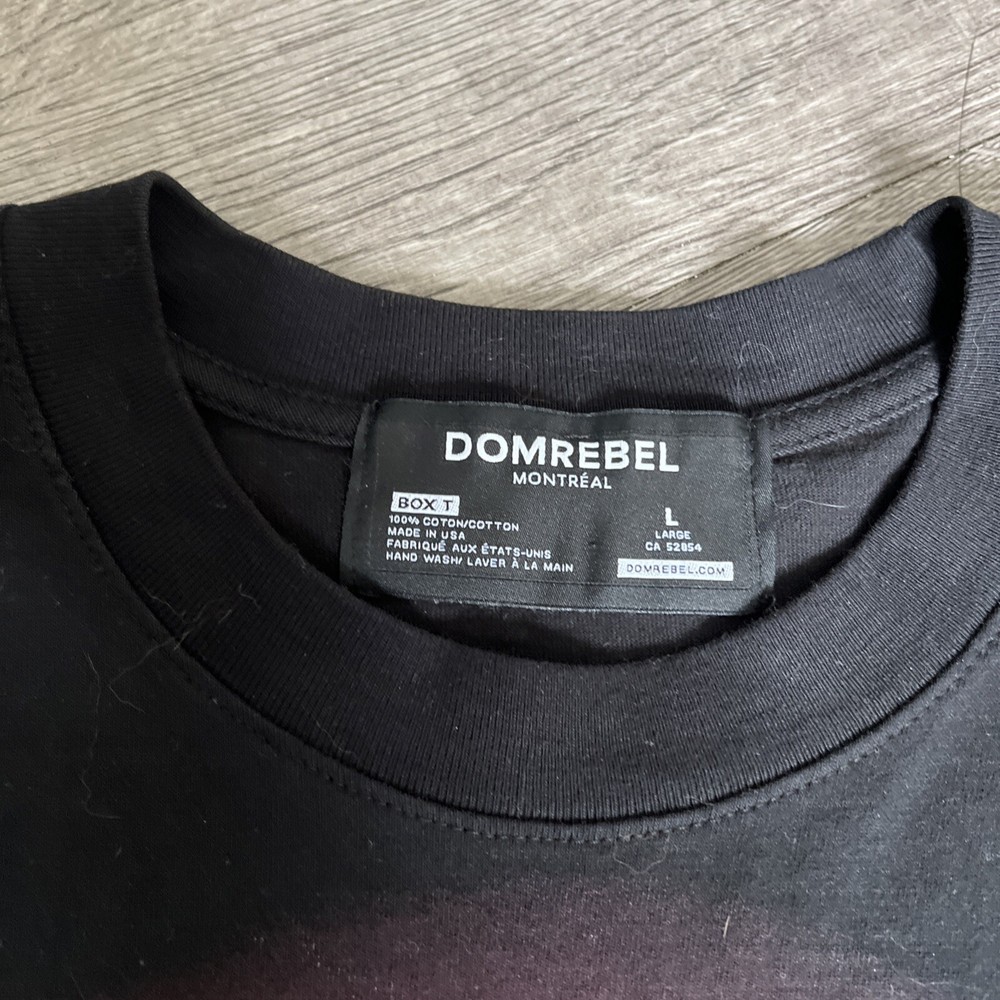 DOMREBEL
MONTRÉAL
BOX T
100% COTON/COTTON
MADE IN USA
FABRIQUÉ AUX ÉTATS-UNIS
HAND WASH/ LAVER À LA MAIN
L
LARGE
CA 52854
DOMREBEL.COM